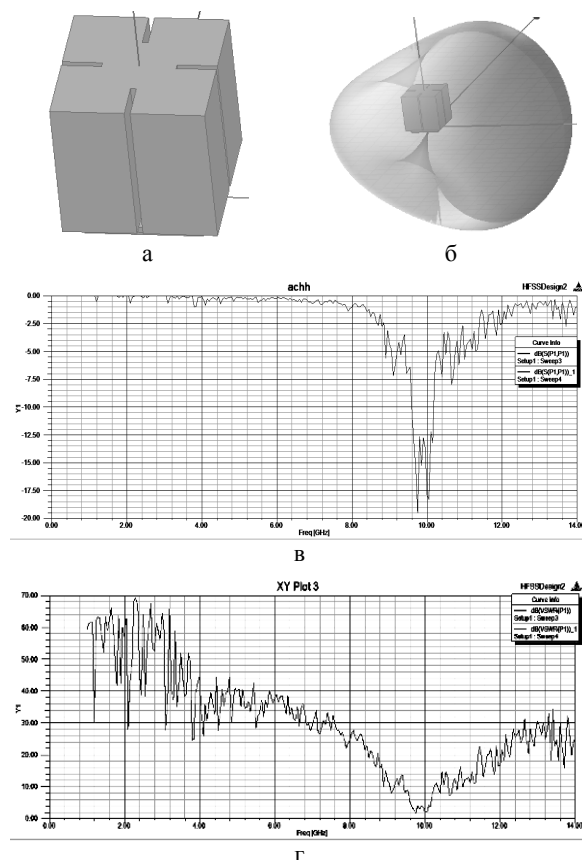 а
б
achh
HFSSDesign2
Curve Info
dB(S(P1,P1))
Setup1 : Sweep3
dB(S(P1,P1))_1
Setup1 : Sweep4
Y1
0.00
-2.50
-5.00
-7.50
-10.00
-12.50
-15.00
-17.50
-20.00
0.00 2.00 4.00 6.00 8.00 10.00 12.00 14.00
Freq [GHz]
в
XY Plot 3
HFSSDesign2
Curve Info
dB(VSWR(P1))
Setup1 : Sweep3
dB(VSWR(P1))_1
Setup1 : Sweep4
Y1
70.00
60.00
50.00
40.00
30.00
20.00
10.00
0.00
0.00 2.00 4.00 6.00 8.00 10.00 12.00 14.00
Freq [GHz]
г